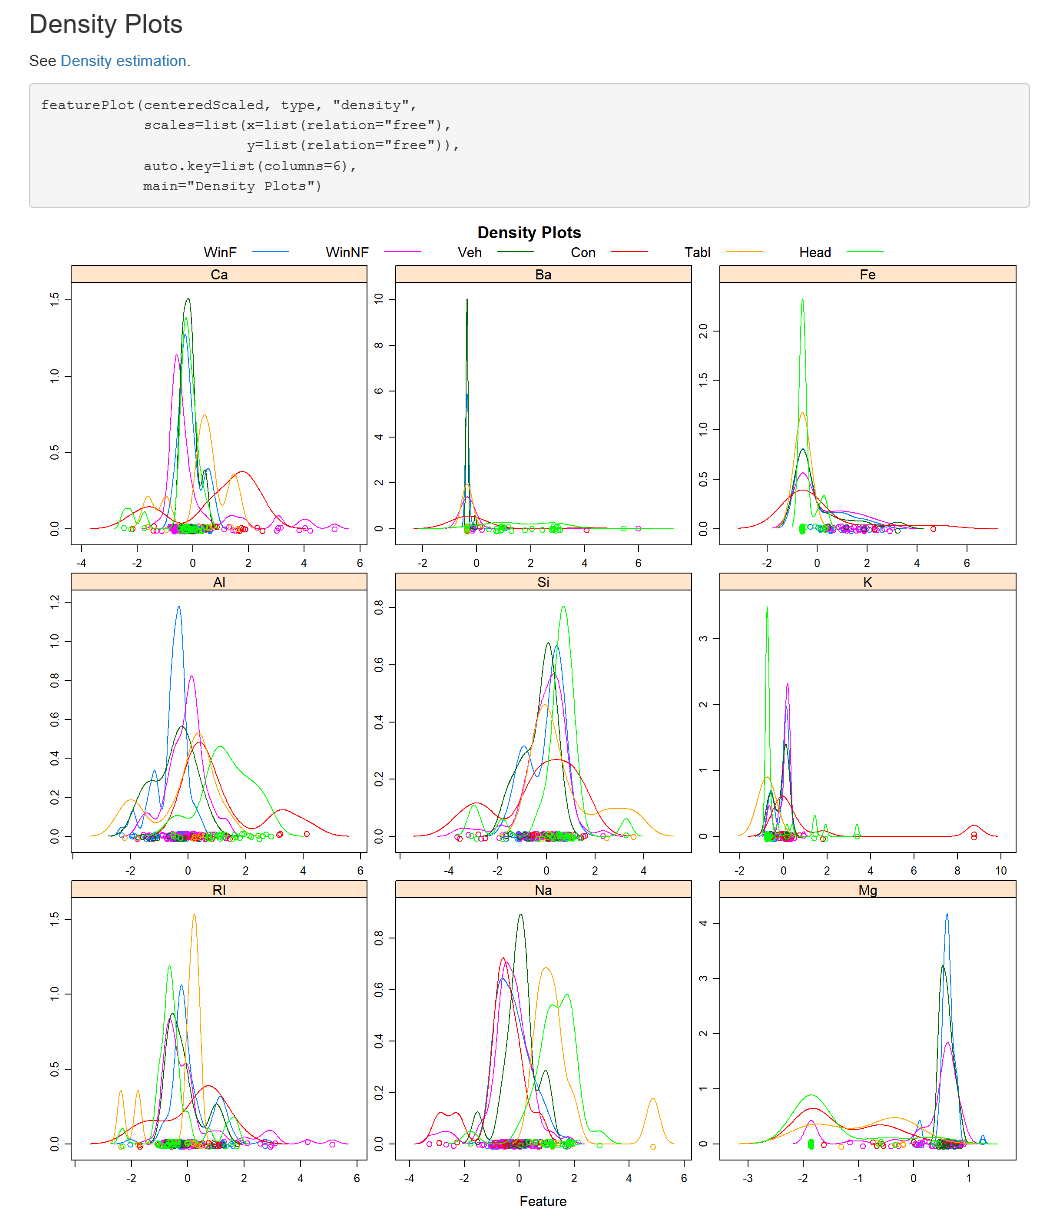 Density Plots
See Density estimation.
featurePlot(centeredScaled, type, "density",
scales=list(x=list(relation="free"),
y=list(relation="free")),
auto.key=list(columns=6),
main="Density Plots")
Density Plots
WinF WinNF Veh Con Tabl Head
Ca Ba Fe
0.0 0.5 1.0 1.5
0 2 4 6 8 10
0.0 0.5 1.0 1.5 2.0
-4 -2 0 2 4 6
-2 0 2 4 6
-2 0 2 4 6
Al Si K
0.0 0.2 0.4 0.6 0.8 1.0 1.2
0.0 0.2 0.4 0.6 0.8
0 1 2 3
-2 0 2 4 6
-4 -2 0 2 4
-2 0 2 4 6 8 10
RI Na Mg
0.0 0.5 1.0 1.5
0.0 0.2 0.4 0.6 0.8
0 1 2 3 4
-2 0 2 4 6
-4 -2 0 2 4 6
-3 -2 -1 0 1
Feature